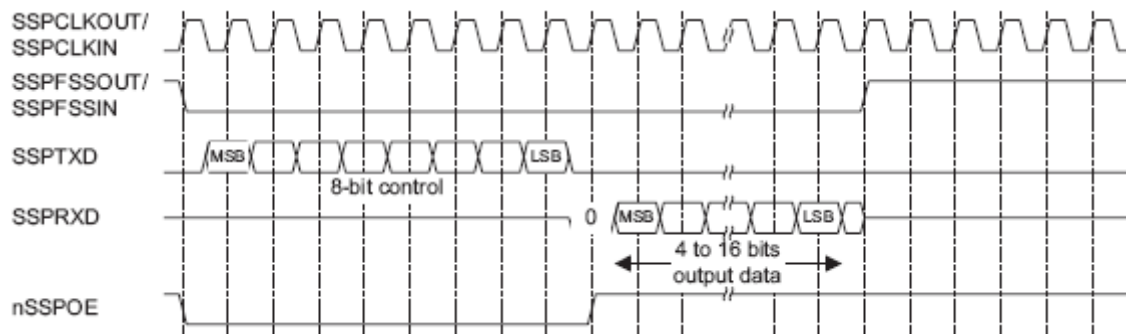 SSPCLKOUT/
SSPCLKIN
SSPFSSOUT/
SSPFSSIN
SSPTXD
MSB
LSB
8-bit control
SSPRXD
0
MSB
LSB
4 to 16 bits
output data
nSSPOE